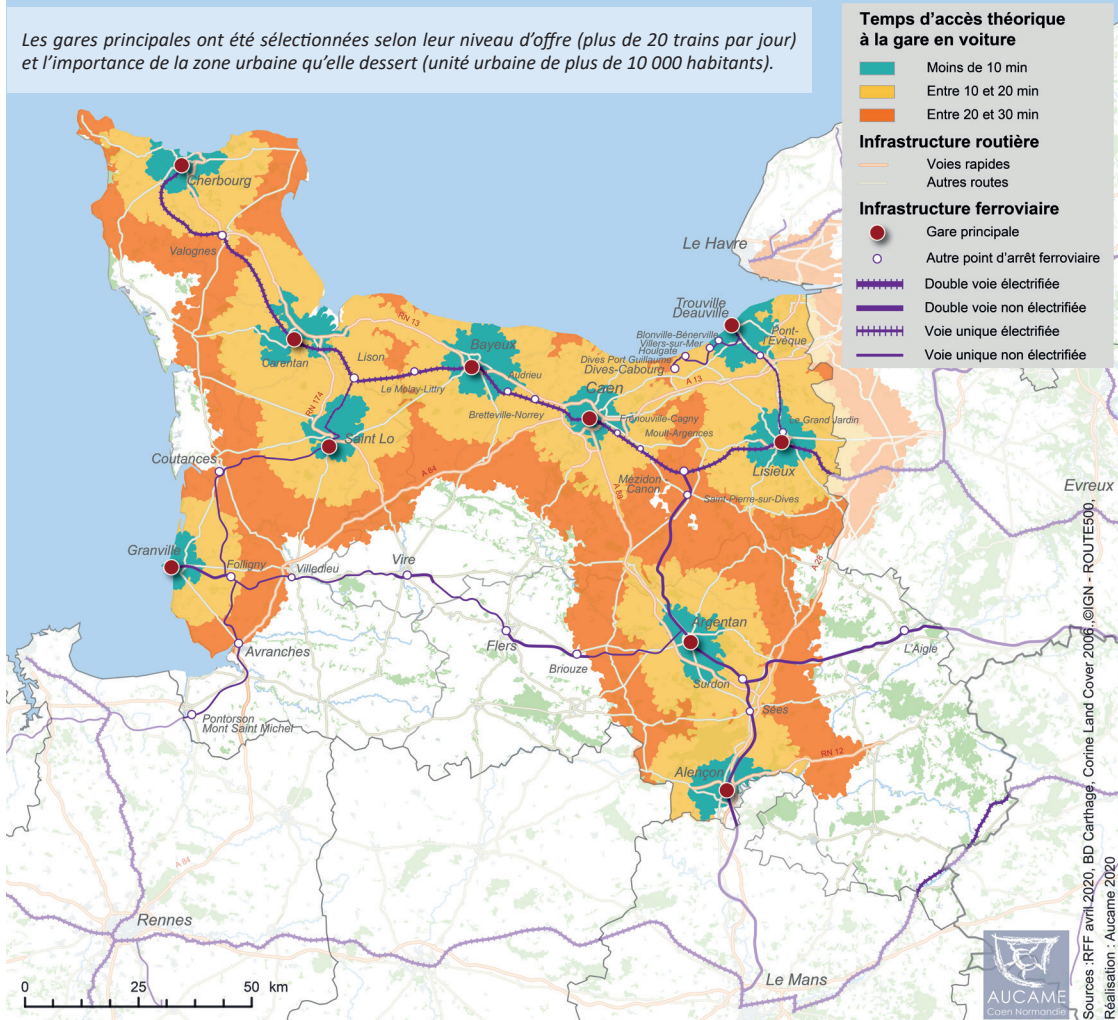 Les gares principales ont été sélectionnées selon leur niveau d'offre (plus de 20 trains par jour)
et l'importance de la zone urbaine qu'elle dessert (unité urbaine de plus de 10 000 habitants).
Temps d'accès théorique
à la gare en voiture
Moins de 10 min
Entre 10 et 20 min
Entre 20 et 30 min
Infrastructure routière
Voies rapides
Autres routes
Infrastructure ferroviaire
Gare principale
Autre point d'arrêt ferroviaire
Double voie électrifiée
Double voie non électrifiée
Voie unique électrifiée
Voie unique non électrifiée
Cherbourg
Valognes
Le Havre
Trouville
Deauville
Carentan
RN 13
Lison
Bayeux
Blonville-Bénerville
Villers-sur-Mer
Houlgate
Dives Port Guillaume
Dives-Cabourg
Pont-
l'Evêque
A 13
Le Molay-Littry
Audrieu
Caen
Bretteville-Norrey
Frénouville-Cagny
Moult-Argences
Le Grand Jardin
RN 174
Saint Lo
Coutances
A 84
A 88
Mézidon
Canon
Lisieux
Saint-Pierre-sur-Dives
Evreux
Granville
Folligny
Villedieu
Vire
A 28
Avranches
Flers
Briouze
Argentan
L'Aigle
Surdon
Sées
Pontorson
Mont Saint Michel
RN 12
Alençon
A 84
Rennes
Le Mans
0 25 50 km
AUCAME
Caen Normandie
Sources :RFF avril 2020, BD Carthage, Corine Land Cover 2006,©IGN - ROUTE500,
Réalisation : Aucame 2020